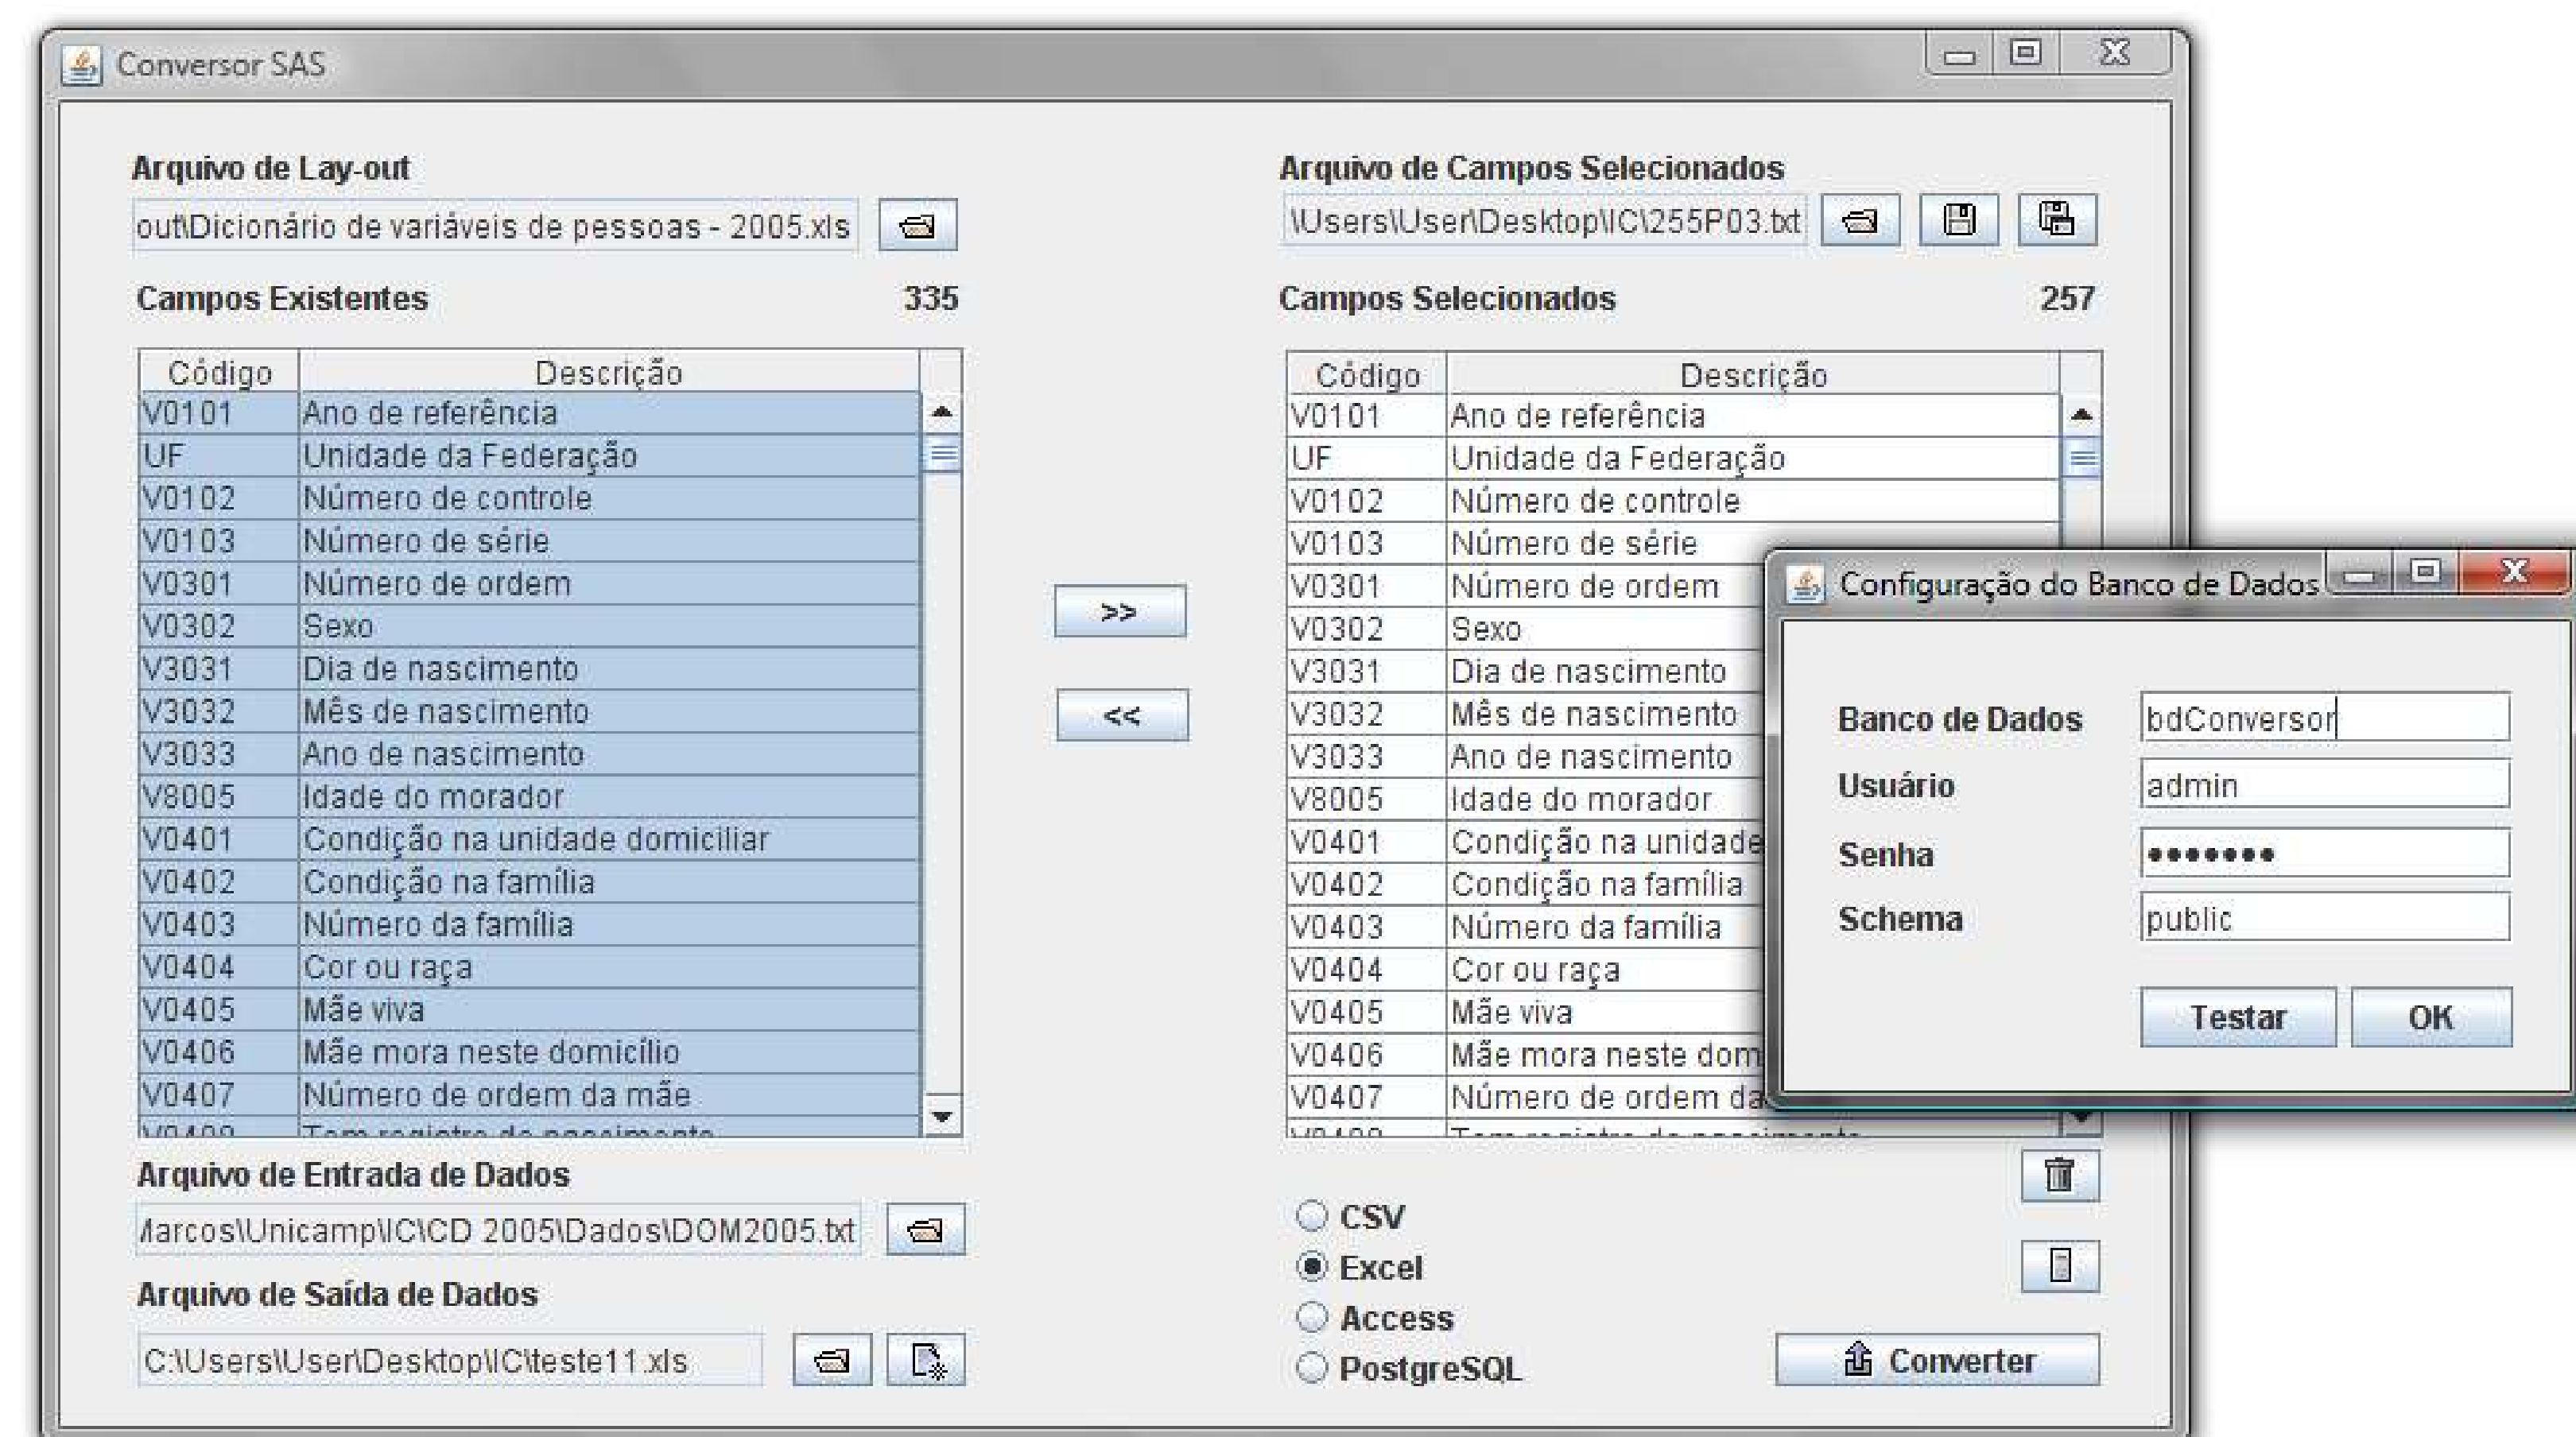 Conversor SAS
Arquivo de Lay-out
out\Dicionário de variáveis de pessoas - 2005.xls
Campos Existentes 335
Código Descrição
V0101 Ano de referência
UF Unidade da Federação
V0102 Número de controle
V0103 Número de série
V0301 Número de ordem
V0302 Sexo
V3031 Dia de nascimento
V3032 Mês de nascimento
V3033 Ano de nascimento
V8005 Idade do morador
V0401 Condição na unidade domiciliar
V0402 Condição na família
V0403 Número da família
V0404 Cor ou raça
V0405 Mãe viva
V0406 Mãe mora neste domicílio
V0407 Número de ordem da mãe
Tem registro de nascimento
Arquivo de Entrada de Dados
Marcos\Unicamp\IC\CD 2005\Dados\DOM2005.txt
Arquivo de Saída de Dados
C:\Users\User\Desktop\IC\teste11.xls
>>
<<
Arquivo de Campos Selecionados
\Users\User\Desktop\IC\255P03.txt
Campos Selecionados 257
Código Descrição
V0101 Ano de referência
UF Unidade da Federação
V0102 Número de controle
V0103 Número de série
V0301 Número de ordem
V0302 Sexo
V3031 Dia de nascimento
V3032 Mês de nascimento
V3033 Ano de nascimento
V8005 Idade do morador
V0401 Condição na unidade
V0402 Condição na família
V0403 Número da família
V0404 Cor ou raça
V0405 Mãe viva
V0406 Mãe mora neste dom
V0407 Número de ordem da
Tem registro de nascimento
CSV
Excel
Access
PostgreSQL
Converter
Configuração do Banco de Dados
Banco de Dados bdConversor
Usuário admin
Senha •••••••
Schema public
Testar OK